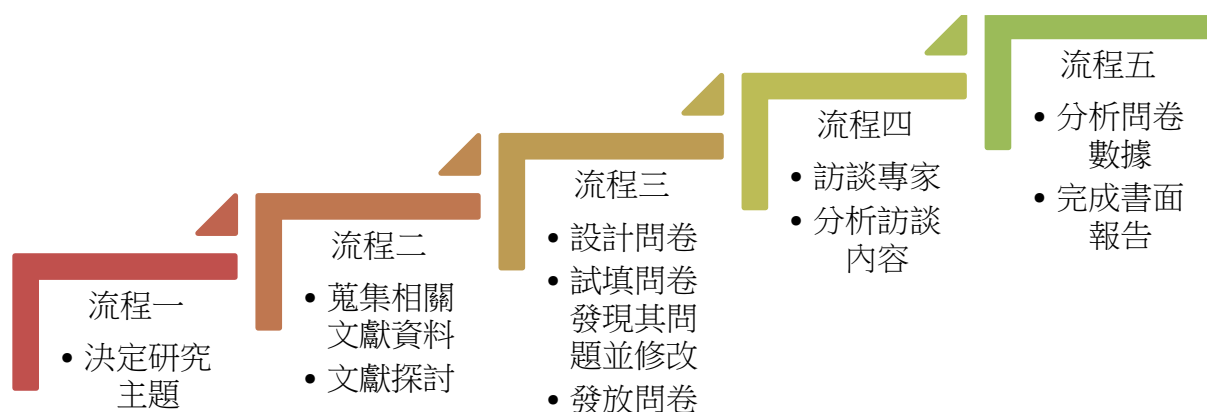 流程一
• 決定研究
主題
流程二
• 蒐集相關
文獻資料
• 文獻探討
流程三
• 設計問卷
• 試填問卷
發現其問
題並修改
• 發放問卷
流程四
• 訪談專家
• 分析訪談
內容
流程五
• 分析問卷
數據
• 完成書面
報告